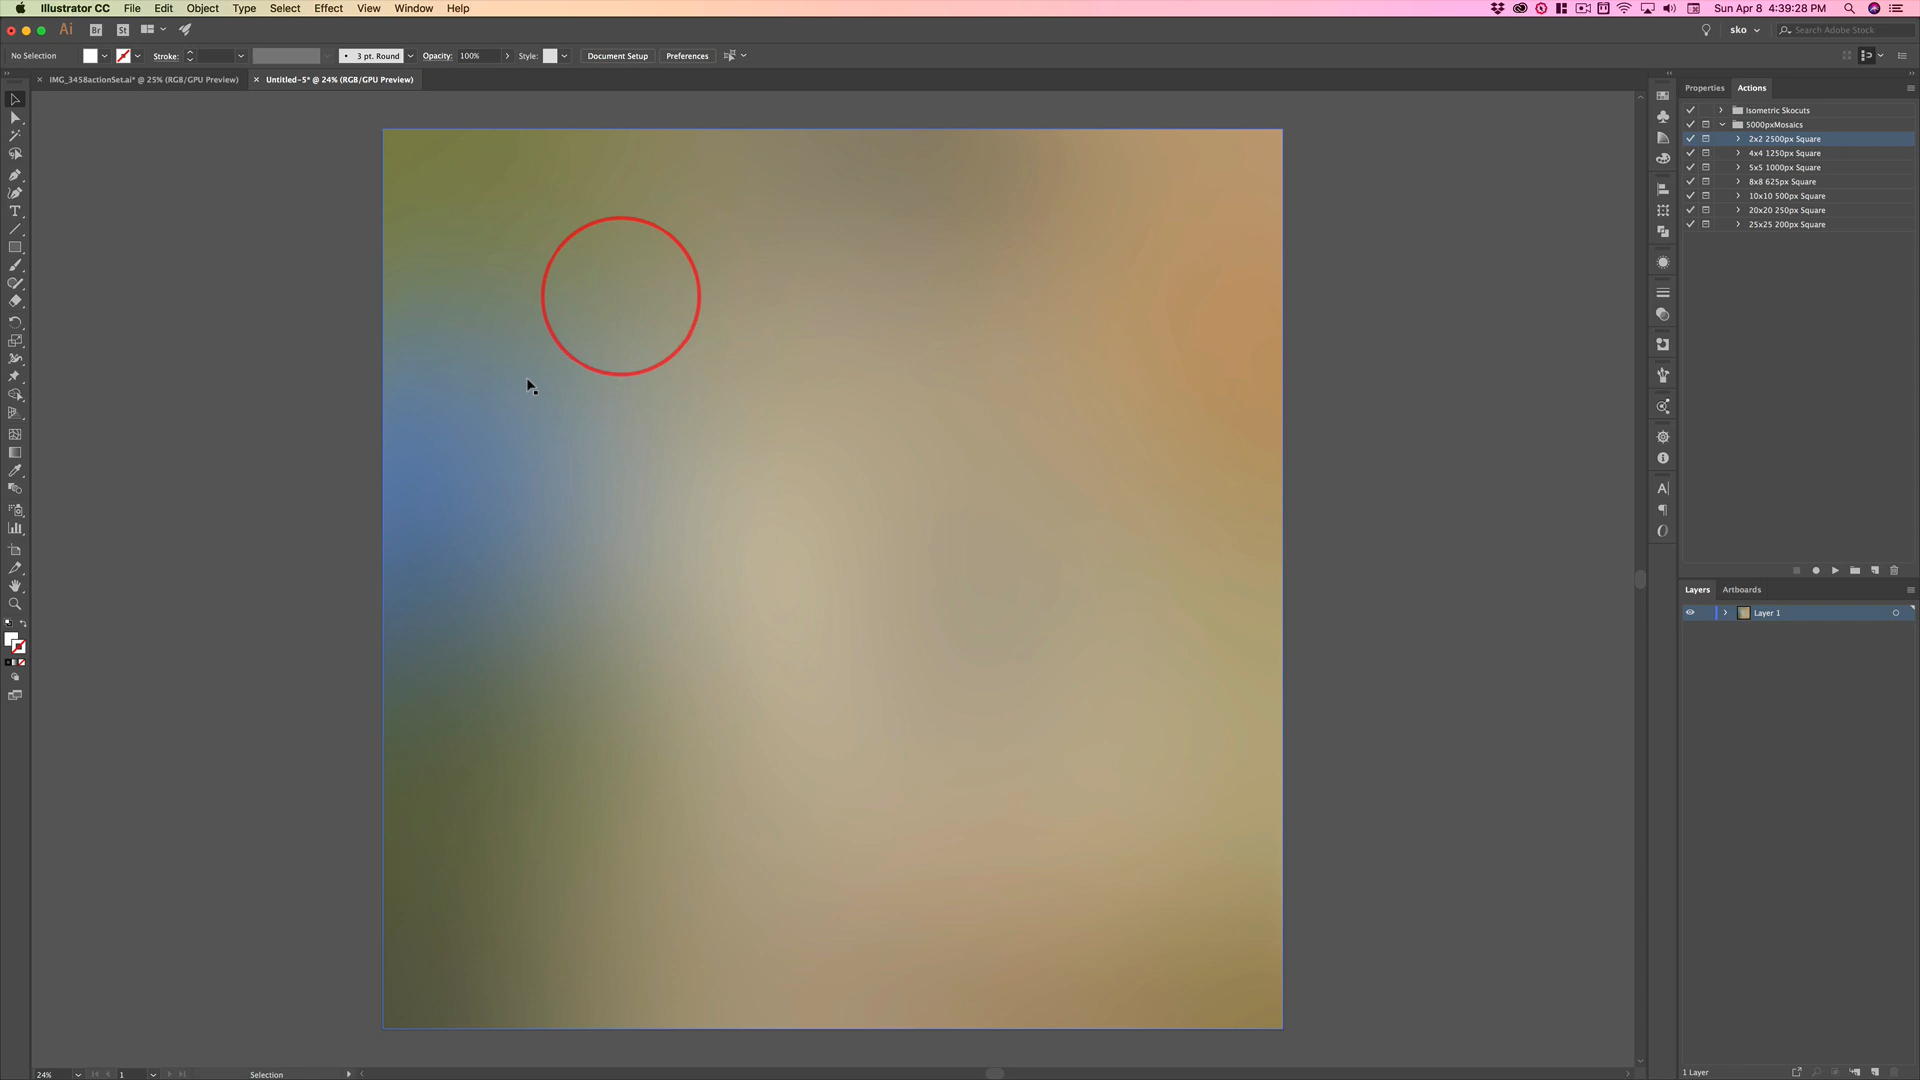 Illustrator CC File Edit Object Type Select Effect View Window Help Sun Apr 8 4:39:28 PM
Ai Br St sko Search Adobe Stock
No Selection Stroke: 3 pt. Round Opacity: 100% Style: Document Setup Preferences
× IMG_3458actionSet.ai* @ 25% (RGB/GPU Preview) × Untitled-5* @ 24% (RGB/GPU Preview)
Properties Actions
Isometric Skocuts
5000pxMosaics
2x2 2500px Square
4x4 1250px Square
5x5 1000px Square
8x8 625px Square
10x10 500px Square
20x20 250px Square
25x25 200px Square
Layers Artboards
Layer 1
24% 1 Selection 1 Layer